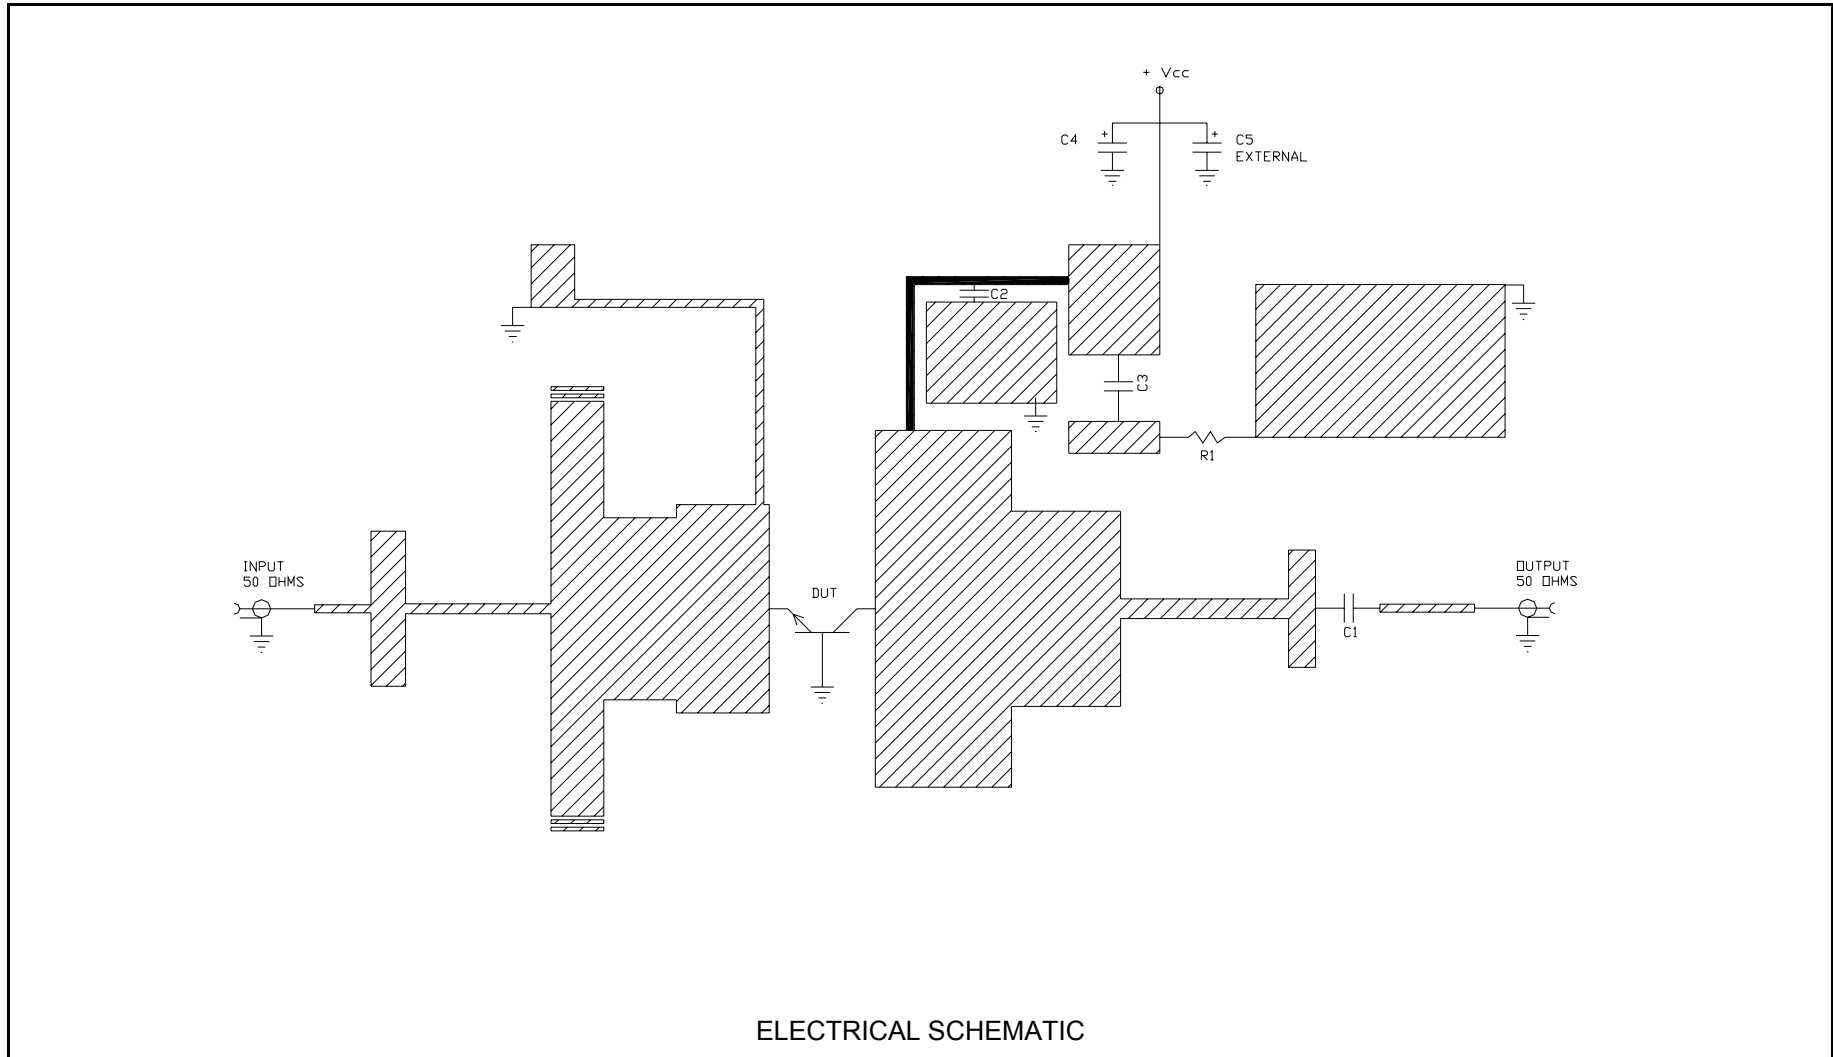 + Vcc
C4 +
+ C5
EXTERNAL
C2
C3
R1
INPUT
50 OHMS
DUT
OUTPUT
50 OHMS
C1
ELECTRICAL SCHEMATIC